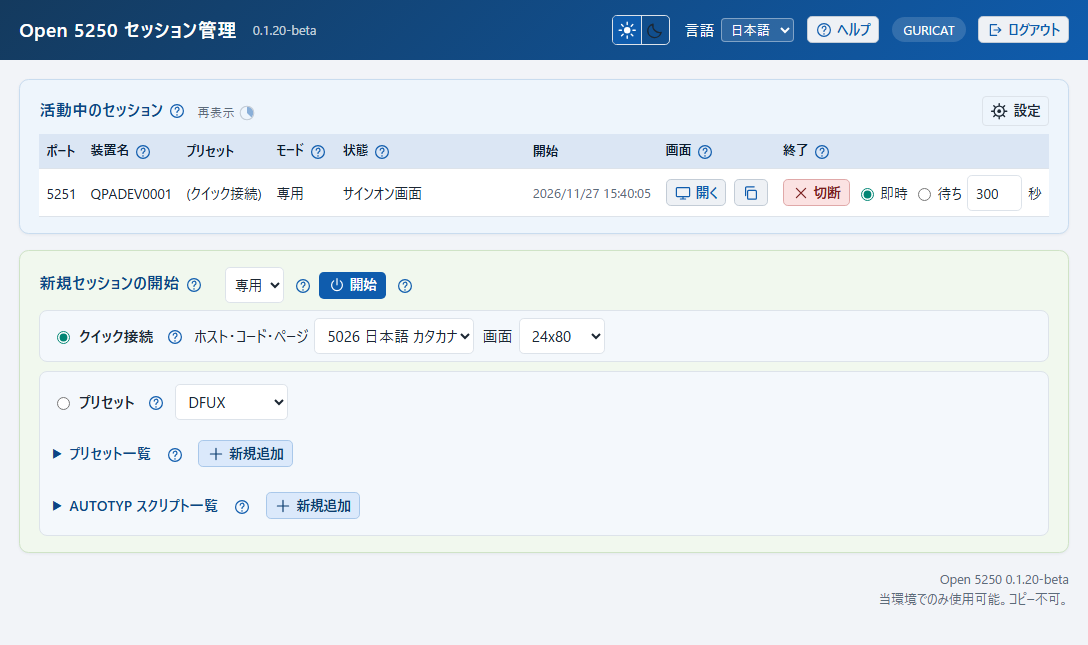 Open 5250 セッション管理 0.1.20-beta 言語 日本語 ヘルプ GURICAT ログアウト
活動中のセッション 再表示 設定
ポート 装置名 プリセット モード 状態 開始 画面 終了
5251 QPADEV0001 (クイック接続) 専用 サインオン画面 2026/11/27 15:40:05 開く 切断 即時 待ち 300 秒
新規セッションの開始 専用 開始
クイック接続 ホスト・コード・ページ 5026 日本語 カタカナ 画面 24x80
プリセット DFUX
プリセット一覧 新規追加
AUTOTYP スクリプト一覧 新規追加
Open 5250 0.1.20-beta
当環境でのみ使用可能。コピー不可。